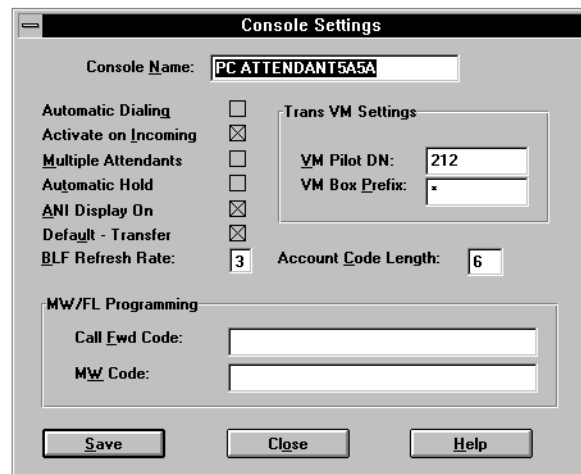 Console Settings
Console Name: PC ATTENDANT5A5A
Automatic Dialing
Activate on Incoming
Multiple Attendants
Automatic Hold
ANI Display On
Default - Transfer
Trans VM Settings
VM Pilot DN: 212
VM Box Prefix: *
BLF Refresh Rate: 3
Account Code Length: 6
MW/FL Programming
Call Fwd Code:
MW Code:
Save
Close
Help